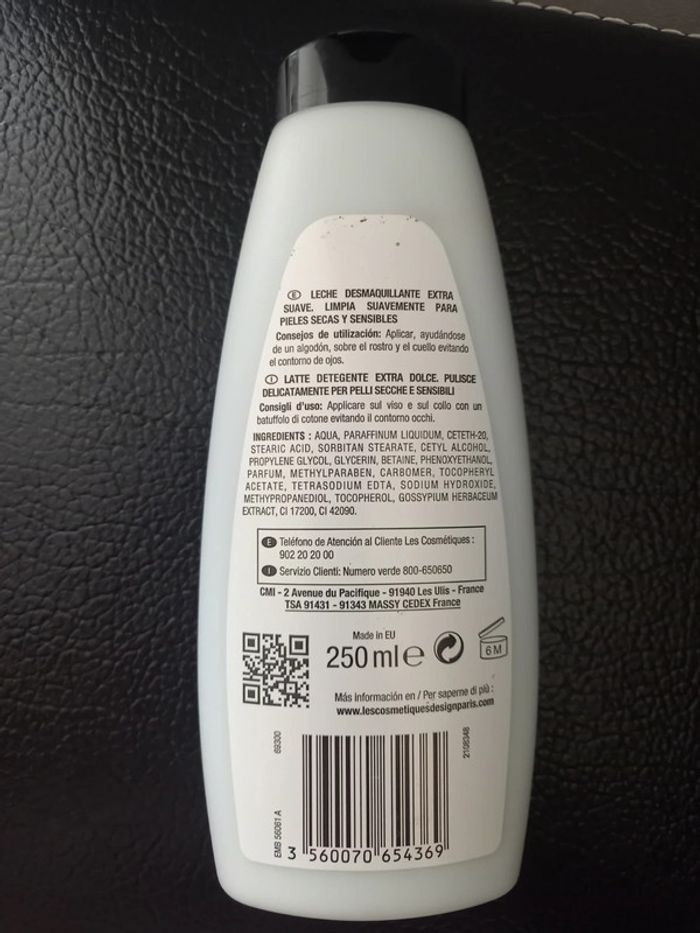 E LECHE DESMAQUILLANTE EXTRA
SUAVE. LIMPIA SUAVEMENTE PARA
PIELES SECAS Y SENSIBLES
Consejos de utilización: Aplicar, ayudándose
de un algodón, sobre el rostro y el cuello evitando
el contorno de ojos.
I LATTE DETEGENTE EXTRA DOLCE. PULISCE
DELICATAMENTE PER PELLI SECCHE E SENSIBILI
Consigli d'uso: Applicare sul viso e sul collo con un
batuffolo di cotone evitando il contorno occhi.
INGREDIENTS : AQUA, PARAFFINUM LIQUIDUM, CETETH-20,
STEARIC ACID, SORBITAN STEARATE, CETYL ALCOHOL,
PROPYLENE GLYCOL, GLYCERIN, BETAINE, PHENOXYETHANOL,
PARFUM, METHYLPARABEN, CARBOMER, TOCOPHERYL
ACETATE, TETRASODIUM EDTA, SODIUM HYDROXIDE,
METHYPROPANEDIOL, TOCOPHEROL, GOSSYPIUM HERBACEUM
EXTRACT, CI 17200, CI 42090.
E Teléfono de Atención al Cliente Les Cosmétiques :
902 20 20 00
I Servizio Clienti: Numero verde 800-650650
CMI - 2 Avenue du Pacifique - 91940 Les Ulis - France
TSA 91431 - 91343 MASSY CEDEX France
Made in EU
250 ml e
6 M
Más información en / Per saperne di più :
www.lescosmetiquesdesignparis.com
69300
2108348
EMB 56061 A
3 560070 654369